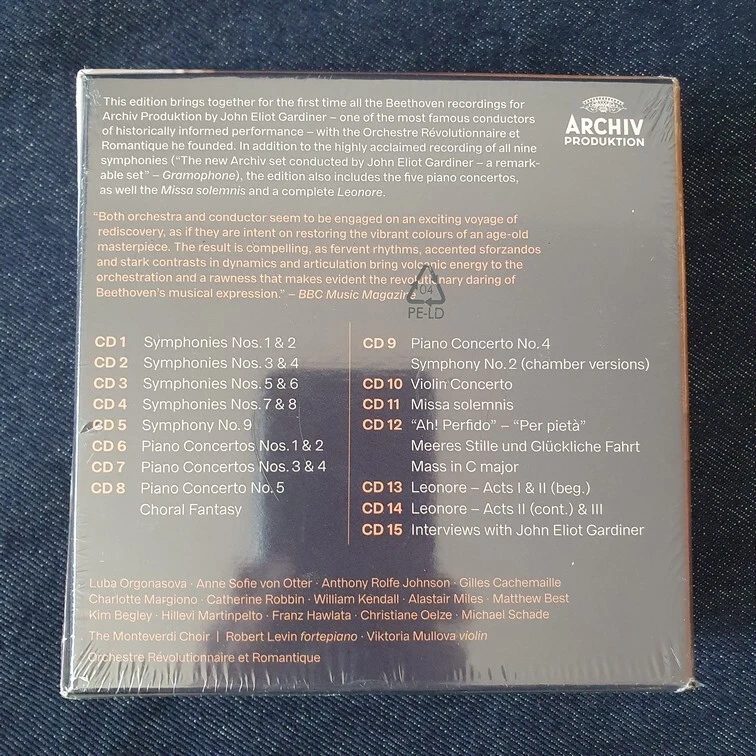 This edition brings together for the first time all the Beethoven recordings for
Archiv Produktion by John Eliot Gardiner – one of the most famous conductors
of historically informed performance – with the Orchestre Révolutionnaire et
Romantique he founded. In addition to the highly acclaimed recording of all nine
symphonies (“The new Archiv set conducted by John Eliot Gardiner – a remark-
able set” – Gramophone), the edition also includes the five piano concertos,
as well the Missa solemnis and a complete Leonore.
ARCHIV
PRODUKTION
“Both orchestra and conductor seem to be engaged on an exciting voyage of
rediscovery, as if they are intent on restoring the vibrant colours of an age-old
masterpiece. The result is compelling, as fervent rhythms, accented sforzandos
and stark contrasts in dynamics and articulation bring volcanic energy to the
orchestration and a rawness that makes evident the revolutionary daring of
Beethoven’s musical expression.” – BBC Music Magazine
04
PE-LD
CD 1 Symphonies Nos. 1 & 2
CD 2 Symphonies Nos. 3 & 4
CD 3 Symphonies Nos. 5 & 6
CD 4 Symphonies Nos. 7 & 8
CD 5 Symphony No. 9
CD 6 Piano Concertos Nos. 1 & 2
CD 7 Piano Concertos Nos. 3 & 4
CD 8 Piano Concerto No. 5
Choral Fantasy
CD 9 Piano Concerto No. 4
Symphony No. 2 (chamber versions)
CD 10 Violin Concerto
CD 11 Missa solemnis
CD 12 “Ah! Perfido” – “Per pietà”
Meeres Stille und Glückliche Fahrt
Mass in C major
CD 13 Leonore – Acts I & II (beg.)
CD 14 Leonore – Acts II (cont.) & III
CD 15 Interviews with John Eliot Gardiner
Luba Orgonasova · Anne Sofie von Otter · Anthony Rolfe Johnson · Gilles Cachemaille
Charlotte Margiono · Catherine Robbin · William Kendall · Alastair Miles · Matthew Best
Kim Begley · Hillevi Martinpelto · Franz Hawlata · Christiane Oelze · Michael Schade
The Monteverdi Choir | Robert Levin fortepiano · Viktoria Mullova violin
Orchestre Révolutionnaire et Romantique